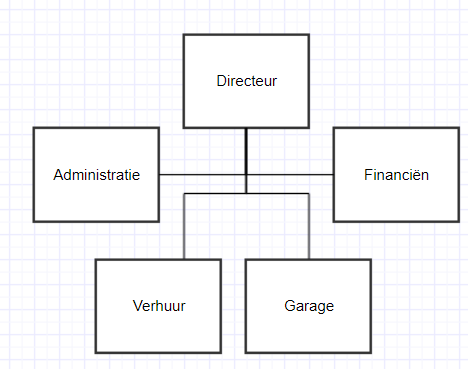 Directeur
Administratie
Financiën
Verhuur
Garage